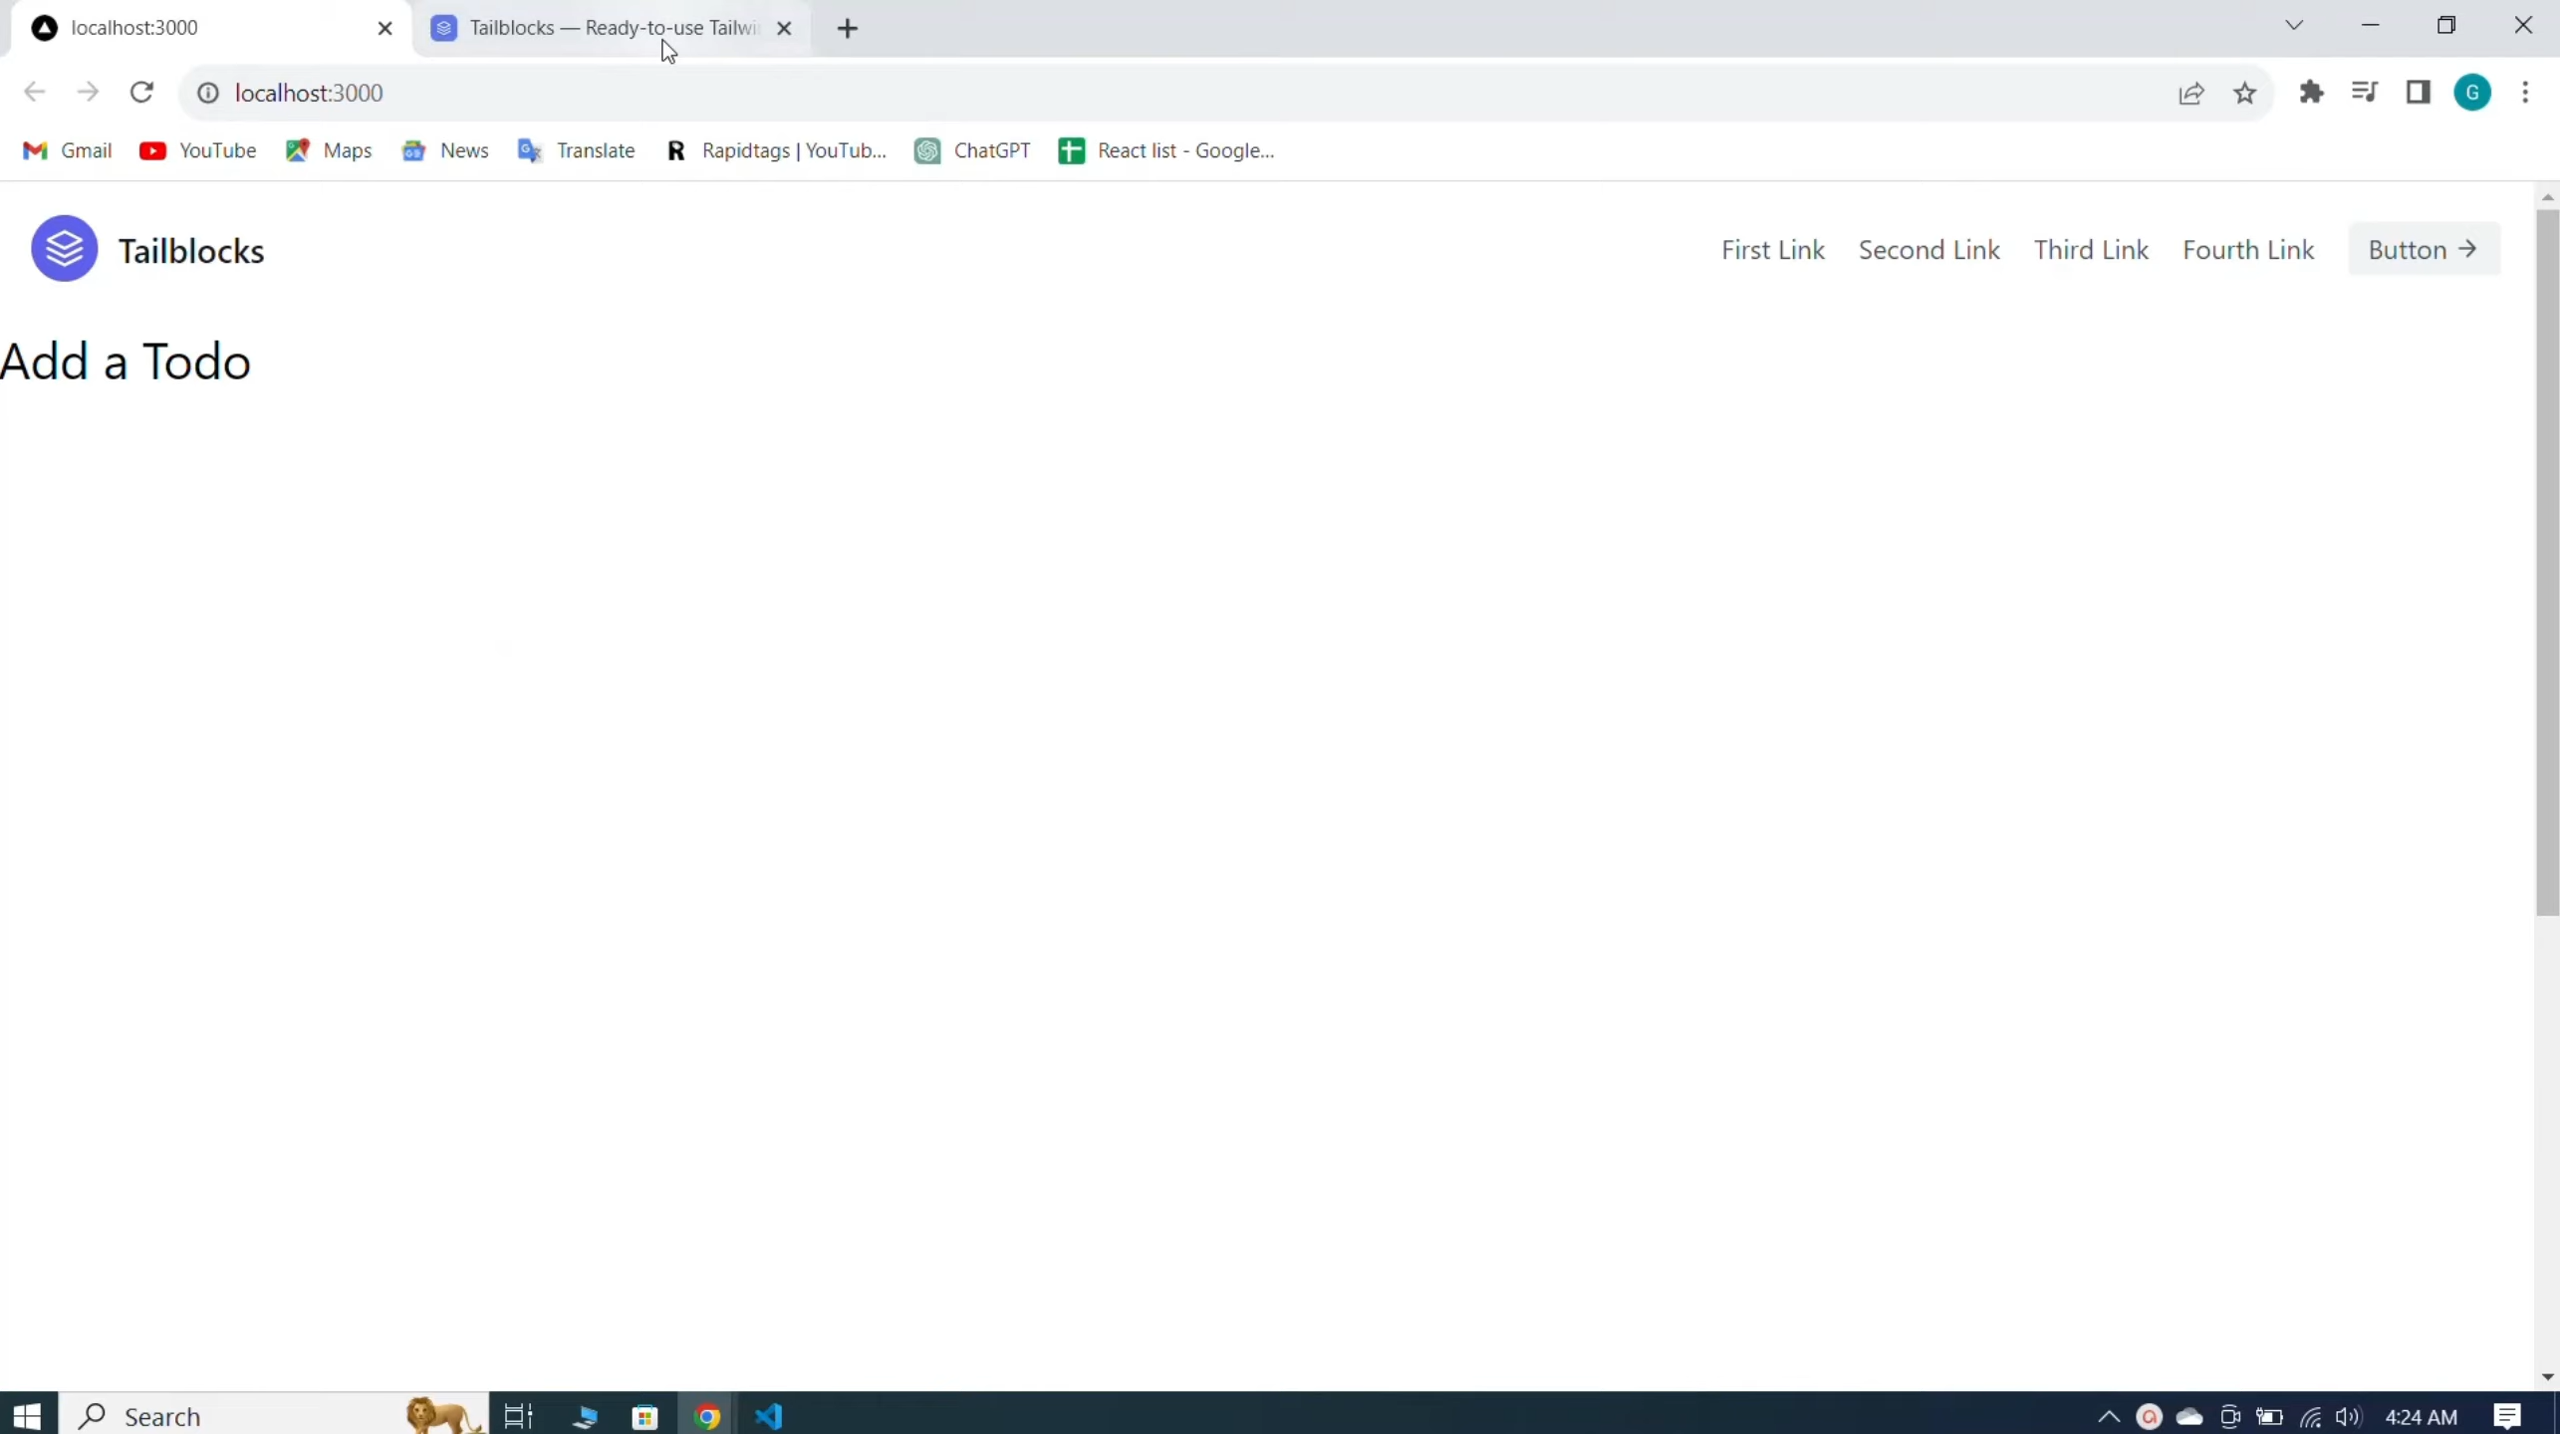 localhost:3000
Tailblocks — Ready-to-use Tailwi
localhost:3000
G
Gmail
YouTube
Maps
News
Translate
R Rapidtags | YouTub...
ChatGPT
React list - Google...
Tailblocks
First Link
Second Link
Third Link
Fourth Link
Button →
Add a Todo
Search
4:24 AM